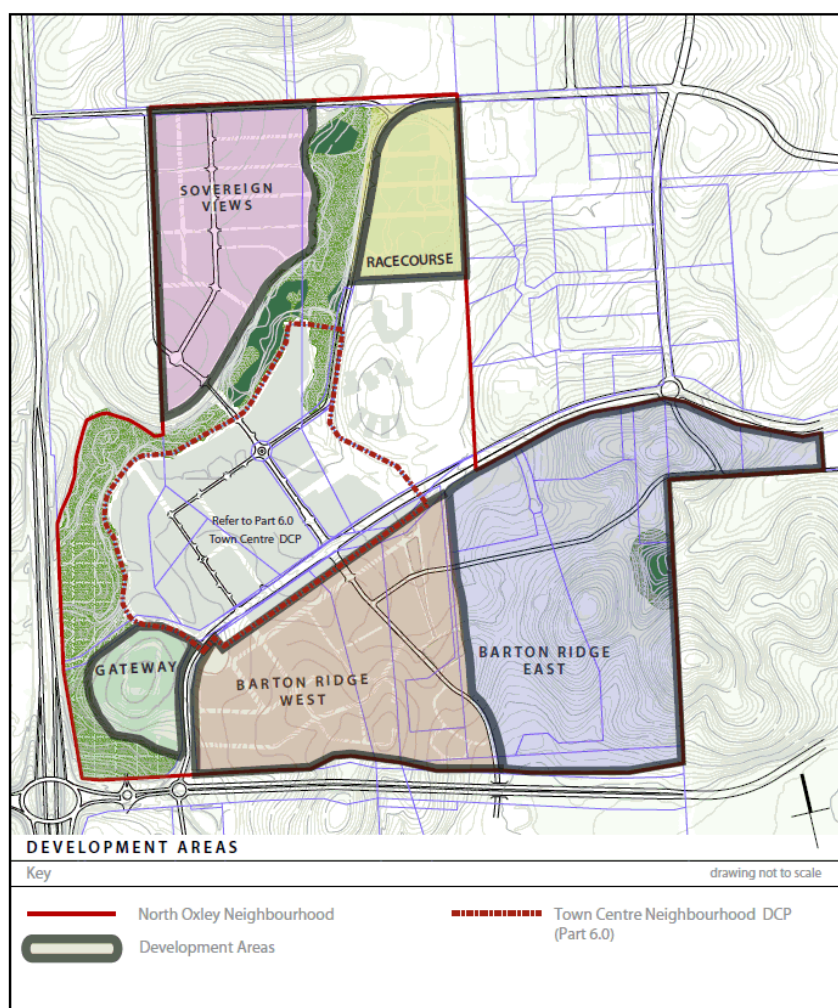 SOVEREIGN
VIEWS
RACECOURSE
Refer to Part 6.0
Town Centre DCP
GATEWAY
BARTON RIDGE
WEST
BARTON RIDGE
EAST
DEVELOPMENT AREAS
Key
drawing not to scale
North Oxley Neighbourhood
Development Areas
Town Centre Neighbourhood DCP
(Part 6.0)